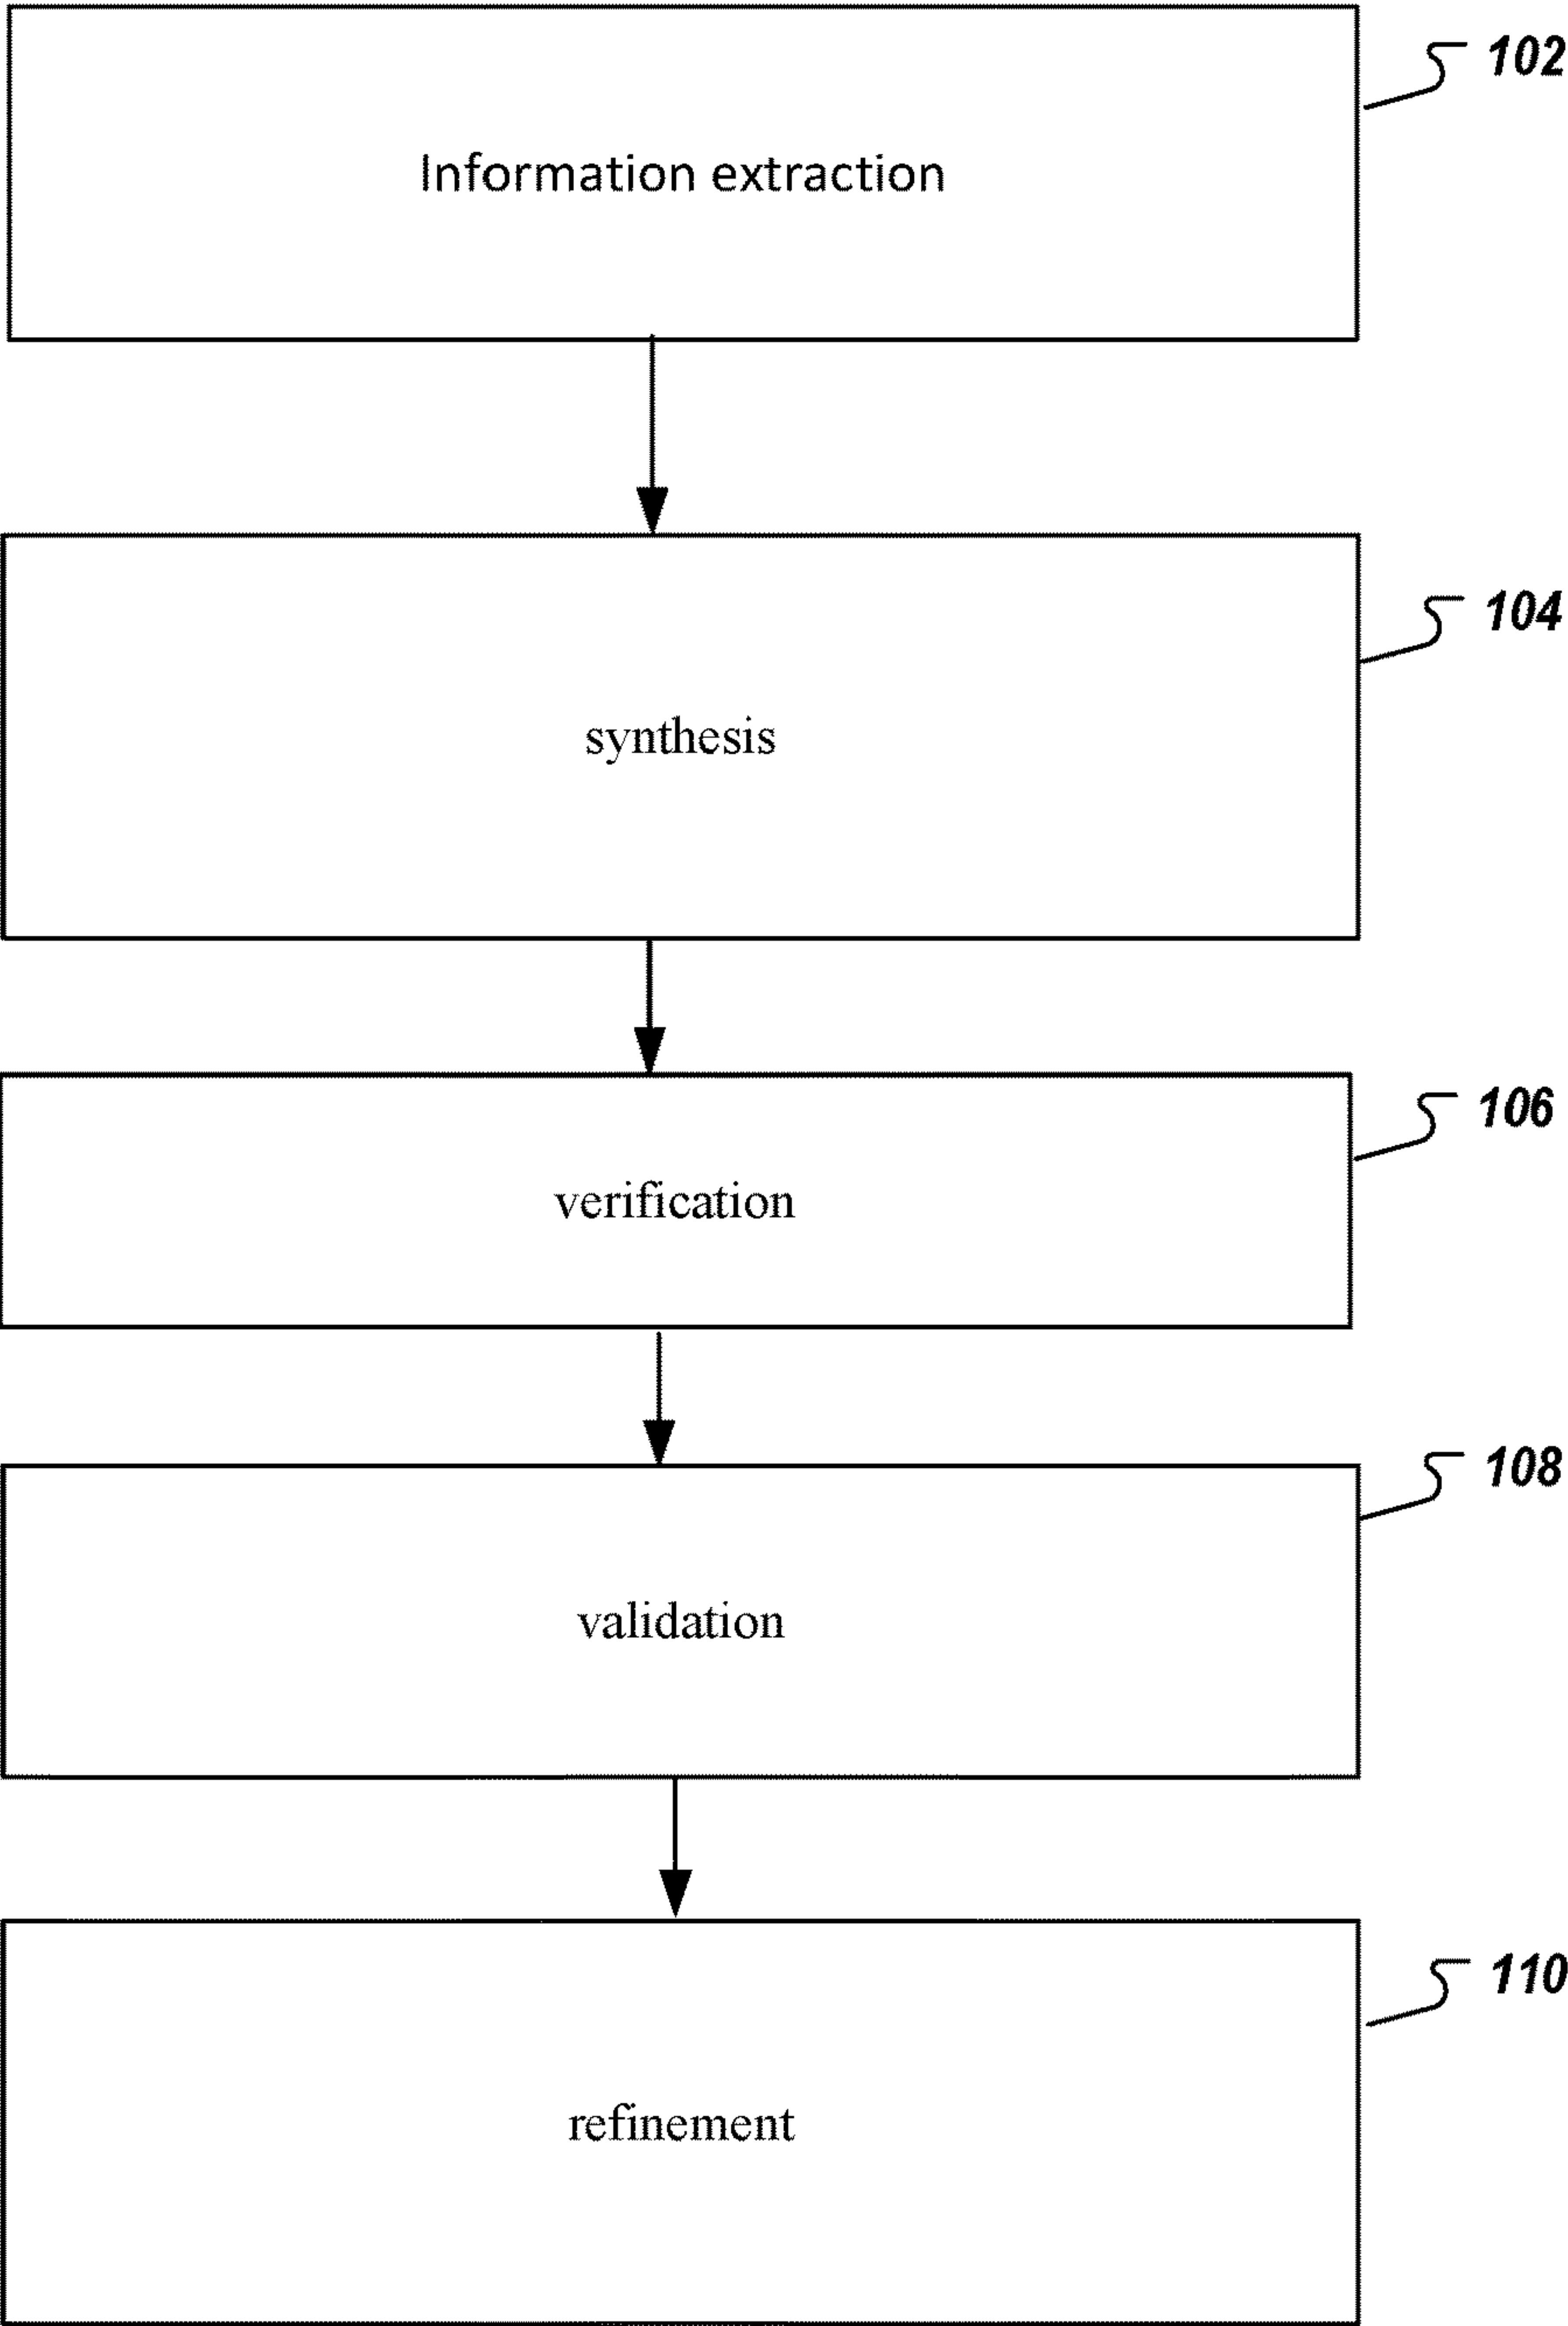 102
Information extraction
104
synthesis
106
verification
108
validation
110
refinement